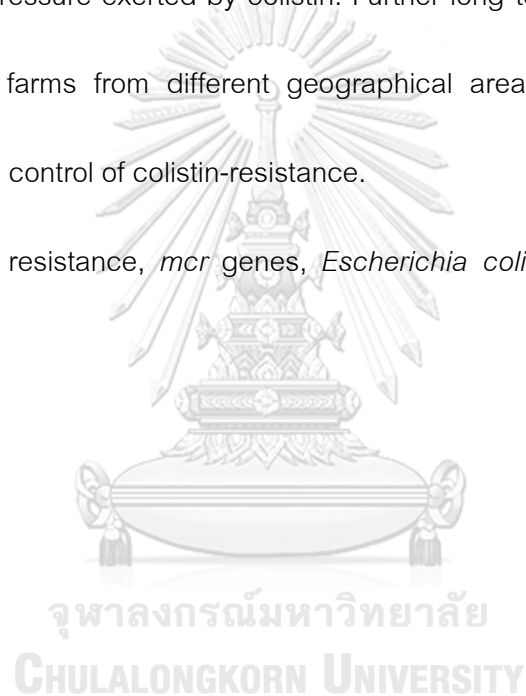 ressure exerted by colistin. Further long t
farms from different geographical area
control of colistin-resistance.
resistance, mcr genes, Escherichia coli
จุฬาลงกรณ์มหาวิทยาลัย
CHULALONGKORN UNIVERSITY